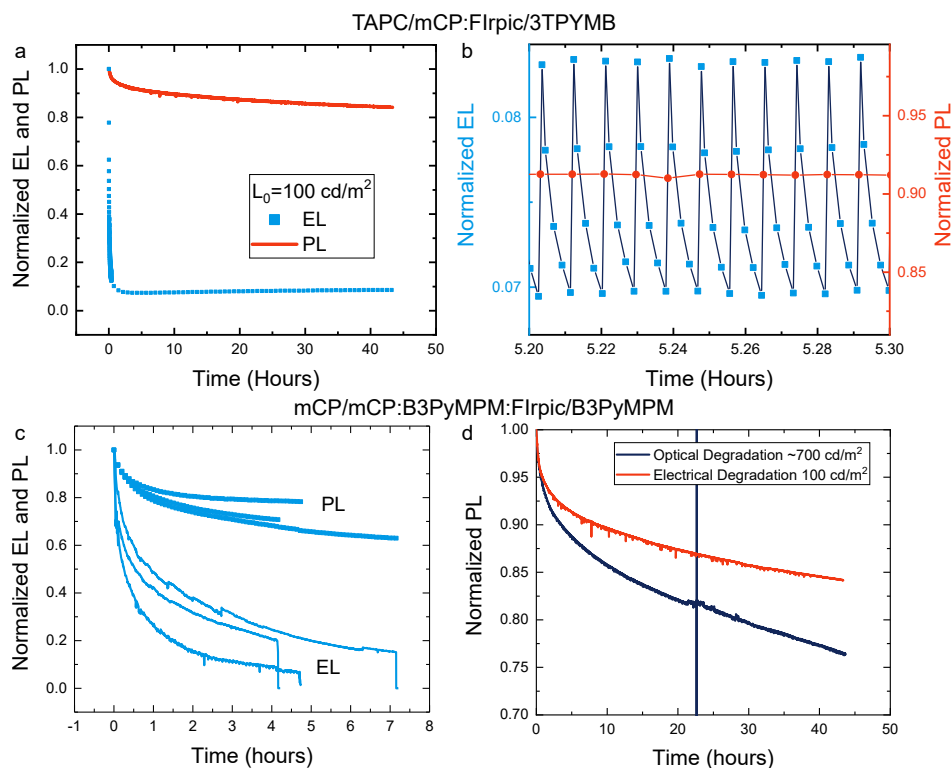 TAPC/mCP:FIrpic/3TPYMB
a
Normalized EL and PL
1.0
0.8
0.6
0.4
0.2
0.0
L0=100 cd/m²
EL
PL
-10
0
10
20
30
40
50
Time (Hours)
b
Normalized EL
0.08
0.07
0.95
0.90
0.85
Normalized PL
5.20
5.22
5.24
5.26
5.28
5.30
Time (Hours)
mCP/mCP:B3PyMPM:FIrpic/B3PyMPM
c
Normalized EL and PL
1.0
0.8
0.6
0.4
0.2
0.0
PL
EL
-1
0
1
2
3
4
5
6
7
8
Time (hours)
d
Normalized PL
1.00
0.95
0.90
0.85
0.80
0.75
0.70
Optical Degradation ~700 cd/m²
Electrical Degradation 100 cd/m²
0
10
20
30
40
50
Time (hours)